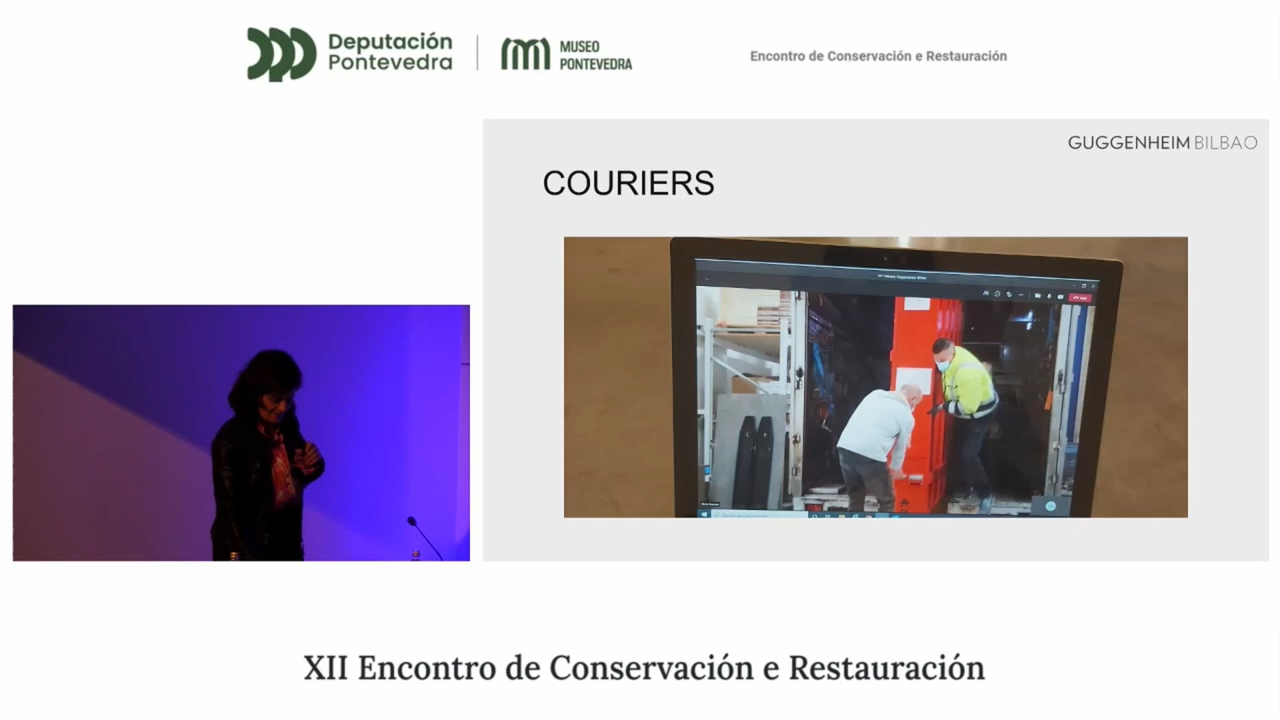 Deputación
Pontevedra
MUSEO
PONTEVEDRA
Encontro de Conservación e Restauración
GUGGENHEIM BILBAO
COURIERS
XII Encontro de Conservación e Restauración